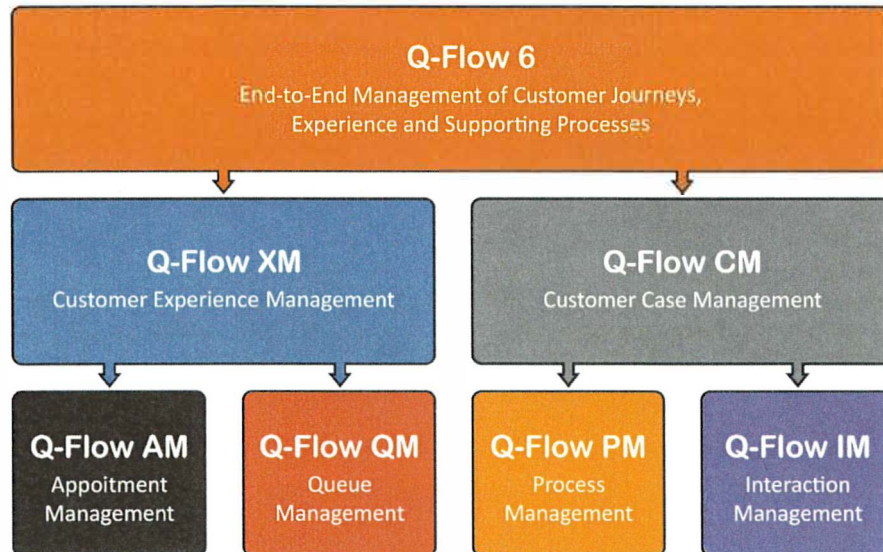 Q-Flow 6
End-to-End Management of Customer Journeys,
Experience and Supporting Processes
Q-Flow XM
Customer Experience Management
Q-Flow CM
Customer Case Management
Q-Flow AM
Appoitment
Management
Q-Flow QM
Queue
Management
Q-Flow PM
Process
Management
Q-Flow IM
Interaction
Management